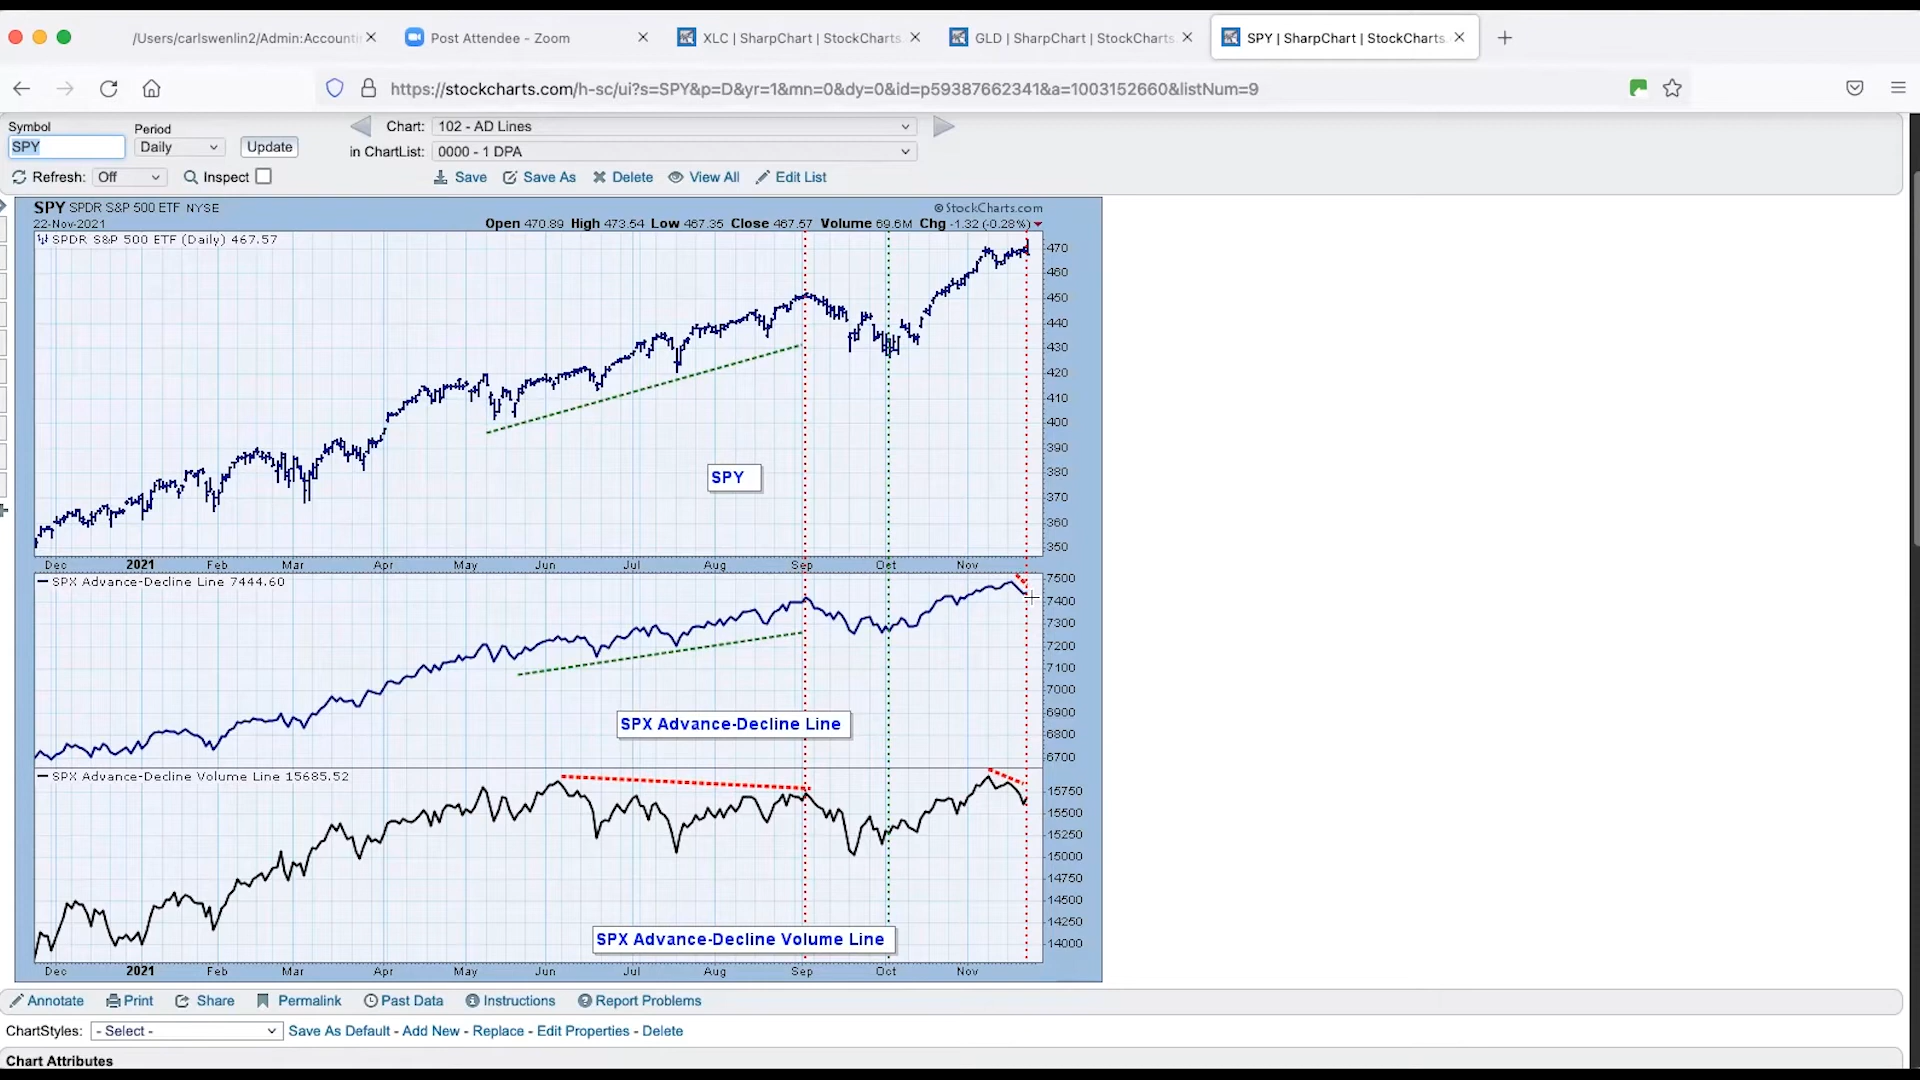 /Users/carlswenlin2/Admin:Accountin
Post Attendee - Zoom
XLC | SharpChart | StockCharts.
GLD | SharpChart | StockCharts.
SPY | SharpChart | StockCharts.
https://stockcharts.com/h-sc/ui?s=SPY&p=D&yr=1&mn=0&dy=0&id=p59387662341&a=1003152660&listNum=9
Symbol
Period
Chart: 102 - AD Lines
SPY
Daily
Update
in ChartList: 0000 - 1 DPA
Refresh: Off
Inspect
Save
Save As
Delete
View All
Edit List
SPY SPDR S&P 500 ETF NYSE
© StockCharts.com
22-Nov-2021
Open 470.89 High 473.54 Low 467.35 Close 467.57 Volume 69.6M Chg -1.32 (-0.28%)
SPDR S&P 500 ETF (Daily) 467.57
470
460
450
440
430
420
410
400
390
380
370
360
350
SPY
Dec 2021 Feb Mar Apr May Jun Jul Aug Sep Oct Nov
SPX Advance-Decline Line 7444.60
7500
7400
7300
7200
7100
7000
6900
6800
6700
SPX Advance-Decline Line
SPX Advance-Decline Volume Line 15685.52
15750
15500
15250
15000
14750
14500
14250
14000
SPX Advance-Decline Volume Line
Dec 2021 Feb Mar Apr May Jun Jul Aug Sep Oct Nov
Annotate
Print
Share
Permalink
Past Data
Instructions
Report Problems
ChartStyles: - Select - Save As Default - Add New - Replace - Edit Properties - Delete
Chart Attributes